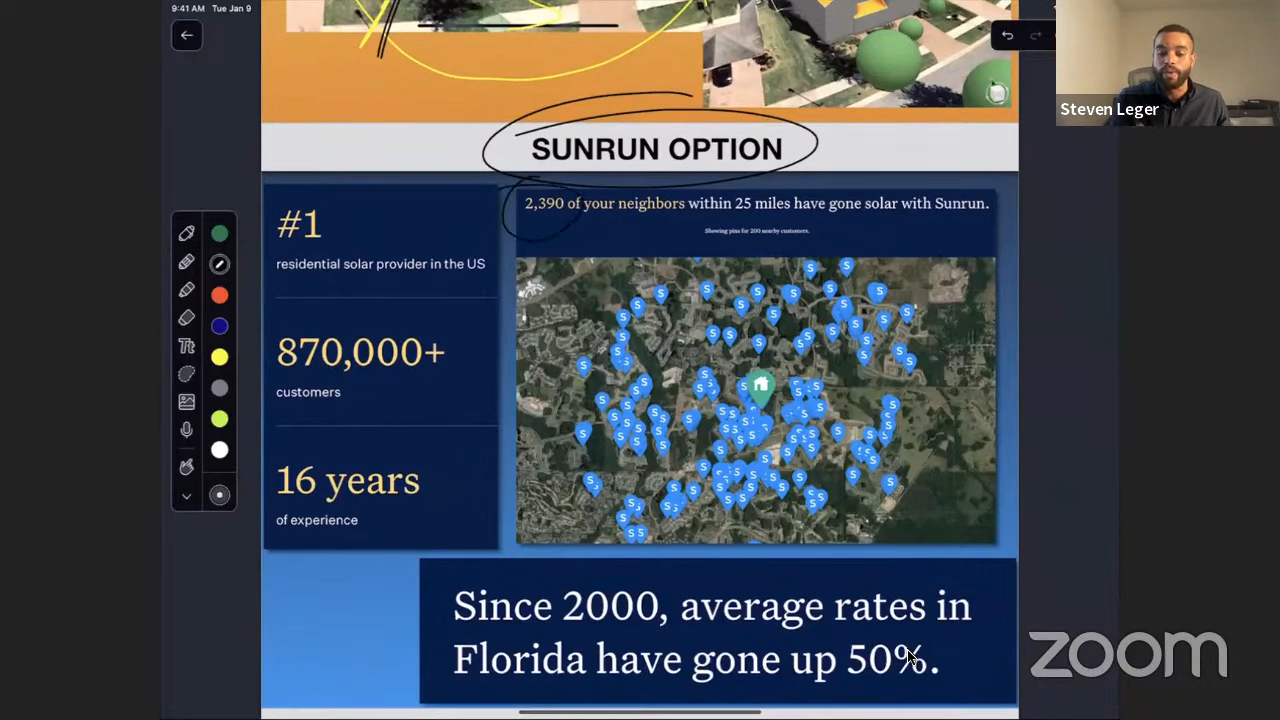 9:41 AM Tue Jan 9
Steven Leger
SUNRUN OPTION
#1
residential solar provider in the US
870,000+
customers
16 years
of experience
2,390 of your neighbors within 25 miles have gone solar with Sunrun.
Showing pins for 200 nearby customers.
Since 2000, average rates in
Florida have gone up 50%.
zoom